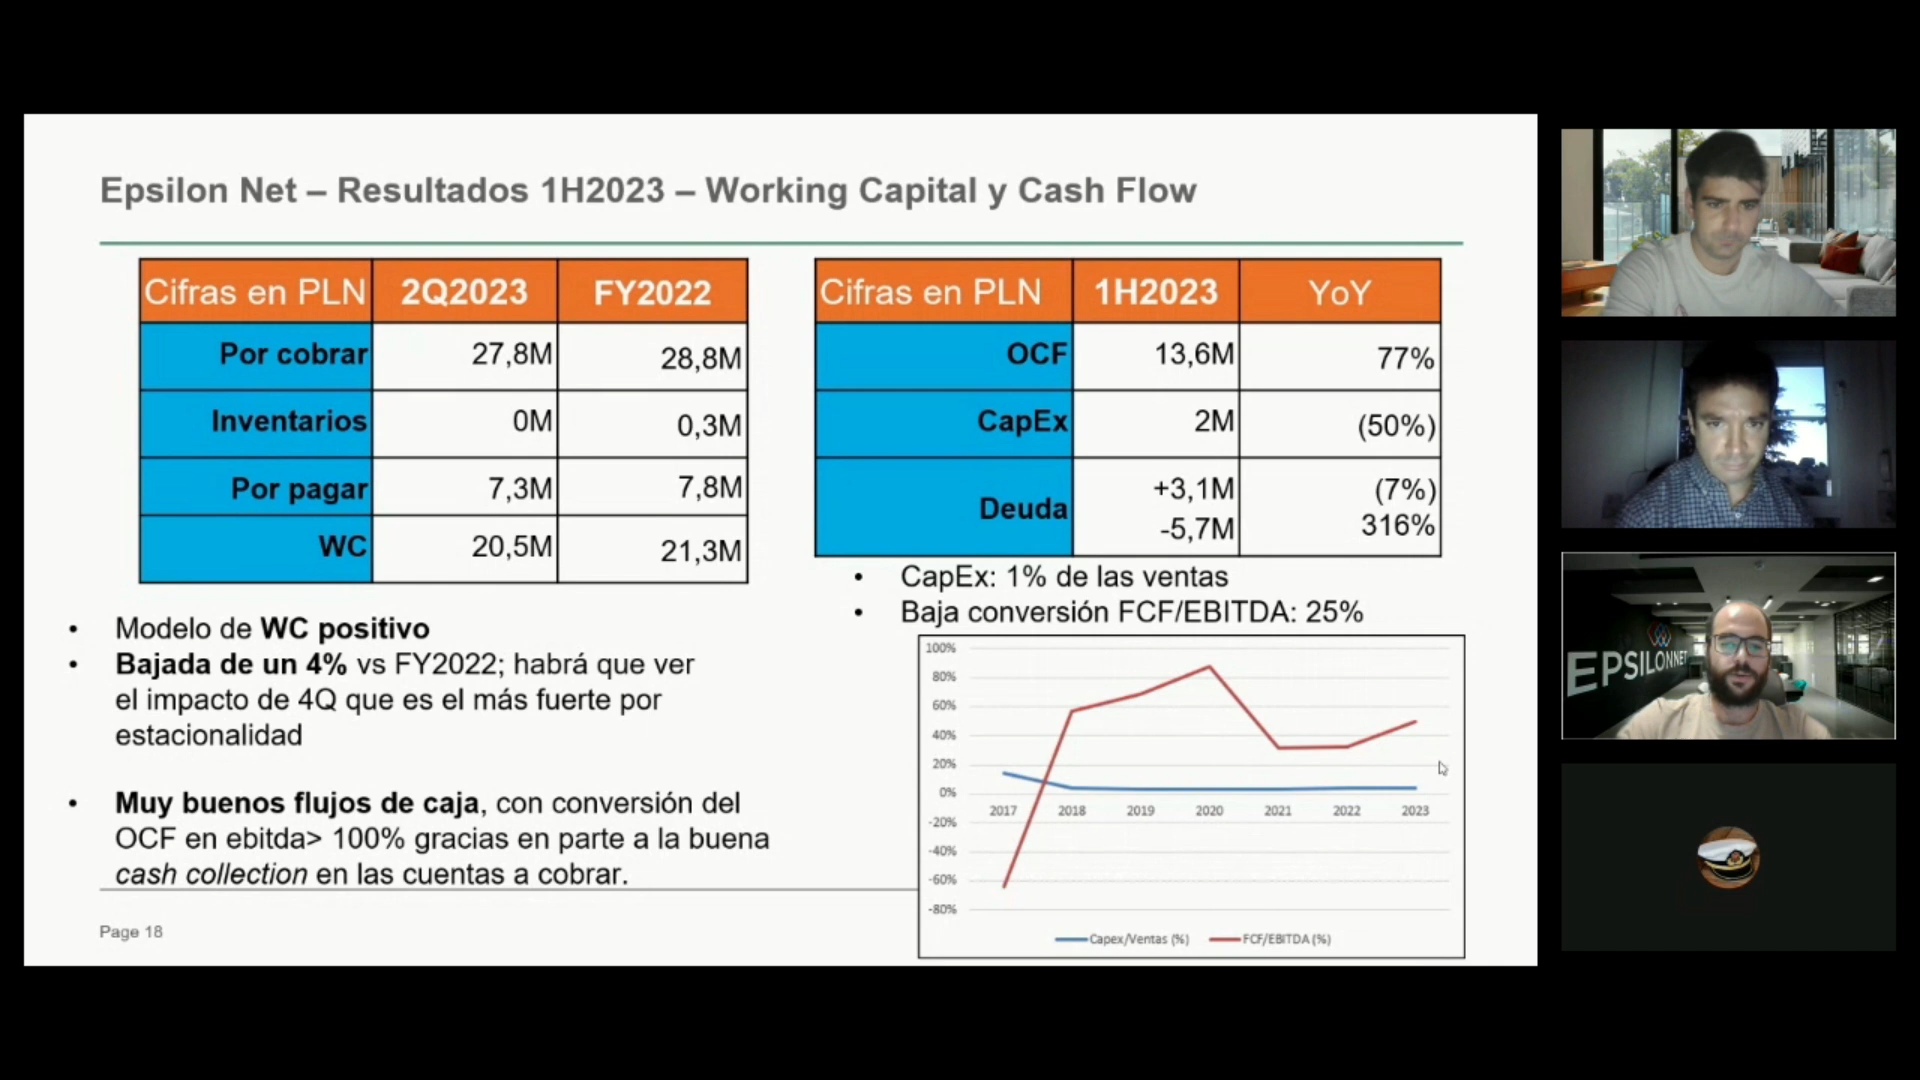 Epsilon Net – Resultados 1H2023 – Working Capital y Cash Flow
Cifras en PLN 2Q2023 FY2022
Por cobrar 27,8M 28,8M
Inventarios 0M 0,3M
Por pagar 7,3M 7,8M
WC 20,5M 21,3M
Cifras en PLN 1H2023 YoY
OCF 13,6M 77%
CapEx 2M (50%)
Deuda +3,1M (7%)
-5,7M 316%
• Modelo de WC positivo
• Bajada de un 4% vs FY2022; habrá que ver
el impacto de 4Q que es el más fuerte por
estacionalidad
• Muy buenos flujos de caja, con conversión del
OCF en ebitda> 100% gracias en parte a la buena
cash collection en las cuentas a cobrar.
• CapEx: 1% de las ventas
• Baja conversión FCF/EBITDA: 25%
100%
80%
60%
40%
20%
0%
2017 2018 2019 2020 2021 2022 2023
-20%
-40%
-60%
-80%
Capex/Ventas (%) FCF/EBITDA (%)
Page 18
EPSILONNET